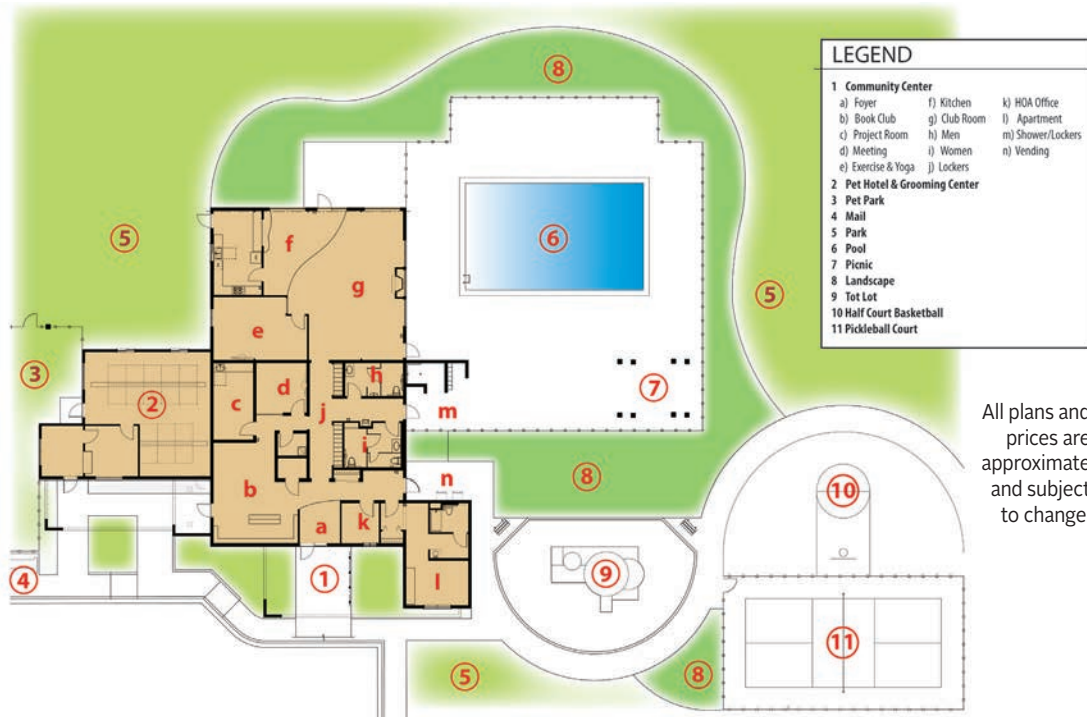 LEGEND
1 Community Center
a) Foyer f) Kitchen k) HOA Office
b) Book Club g) Club Room l) Apartment
c) Project Room h) Men m) Shower/Lockers
d) Meeting i) Women n) Vending
e) Exercise & Yoga j) Lockers
2 Pet Hotel & Grooming Center
3 Pet Park
4 Mail
5 Park
6 Pool
7 Picnic
8 Landscape
9 Tot Lot
10 Half Court Basketball
11 Pickleball Court
All plans and
prices are
approximate
and subject
to change
8
5
f
6
g
5
e
3
h
7
2
d
c
j
m
i
n
8
b
10
k
a
9
4
1
l
11
5
8